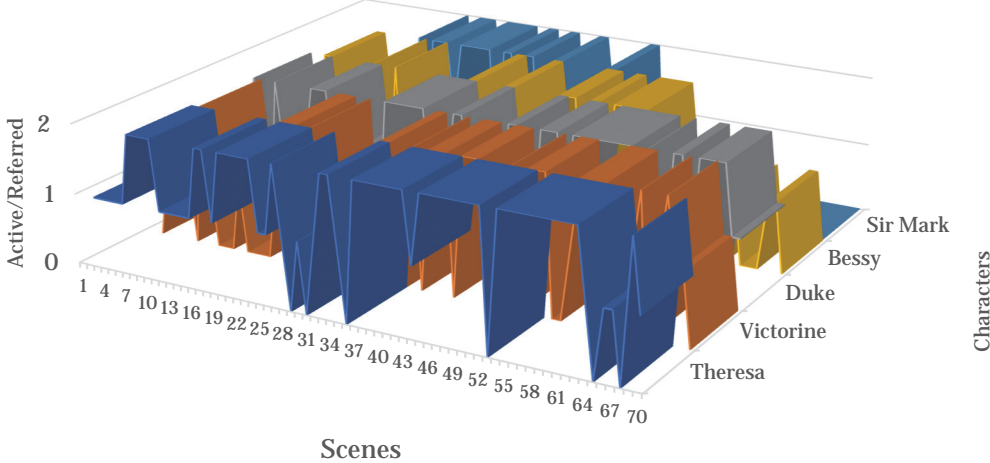 Active/Referred
2
1
0
1 4 7 10 13 16 19 22 25 28 31 34 37 40 43 46 49 52 55 58 61 64 67 70
Scenes
Sir Mark
Bessy
Duke
Victorine
Theresa
Characters